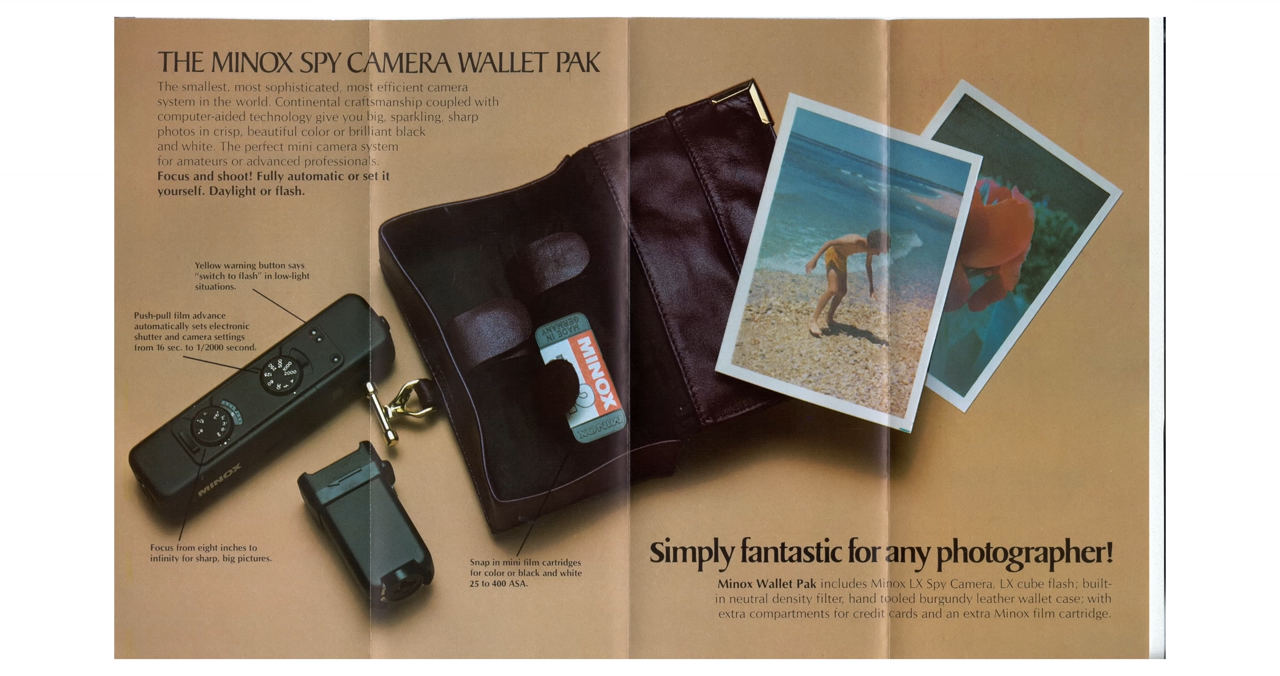 THE MINOX SPY CAMERA WALLET PAK
The smallest, most sophisticated, most efficient camera
system in the world. Continental craftsmanship coupled with
computer-aided technology give you big, sparkling, sharp
photos in crisp, beautiful color or brilliant black
and white. The perfect mini camera system
for amateurs or advanced professionals.
Focus and shoot! Fully automatic or set it
yourself. Daylight or flash.
Yellow warning button says
"switch to flash" in low-light
situations.
Push-pull film advance
automatically sets electronic
shutter and camera settings
from 16 sec. to 1/2000 second.
MADE IN
GERMANY
MINOX
MINOX
2000
MINOX
Focus from eight inches to
infinity for sharp, big pictures.
Snap in mini film cartridges
for color or black and white
25 to 400 ASA.
Simply fantastic for any photographer!
Minox Wallet Pak includes Minox LX Spy Camera, LX cube flash; built-
in neutral density filter, hand tooled burgundy leather wallet case; with
extra compartments for credit cards and an extra Minox film cartridge.